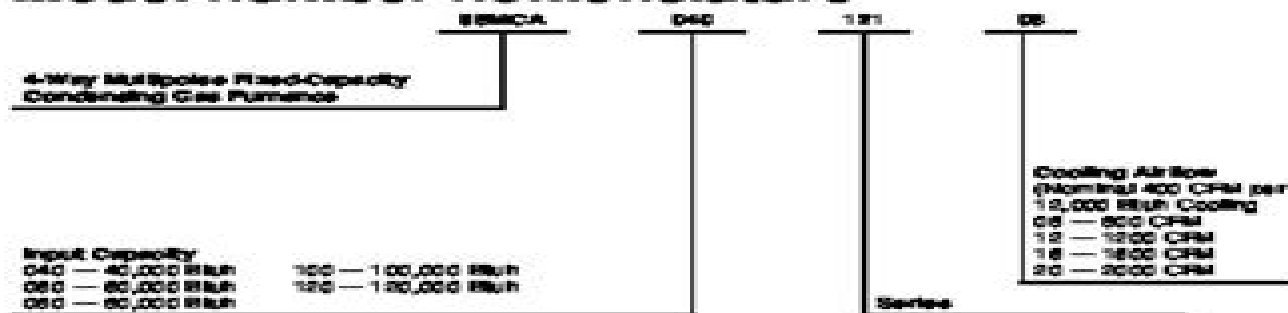 040 121 08
4-Way Multipoise Fixed-Capacity
Condensing Gas Furnance
Cooling Airflow
(Nominal 400 CFM per
12,000 Btuh Cooling
08 — 800 CFM
12 — 1200 CFM
16 — 1600 CFM
20 — 2000 CFM
Input Capacity
040 — 40,000 Btuh 100 — 100,000 Btuh
060 — 60,000 Btuh 120 — 120,000 Btuh
080 — 80,000 Btuh
Series